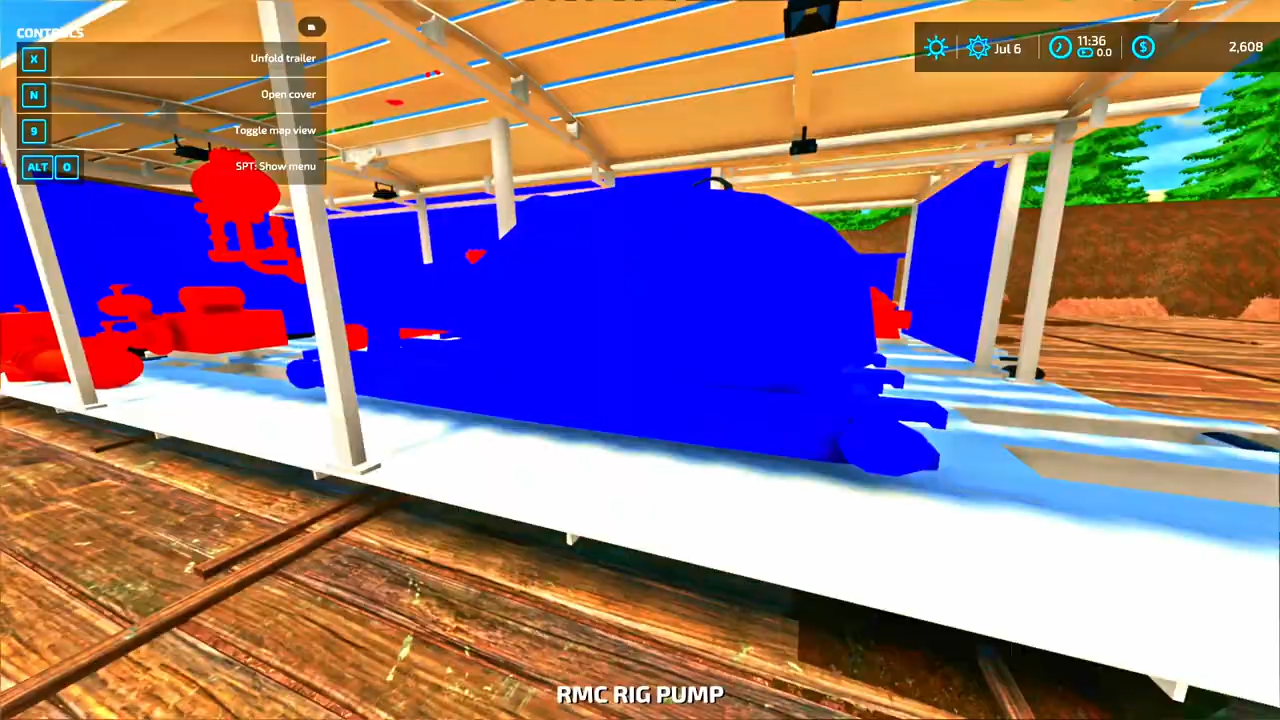 CONTROLS
X Unfold trailer
N Open cover
9 Toggle map view
ALT O SPT: Show menu
Jul 6 11:36 0.0 $ 2,608
RMC RIG PUMP